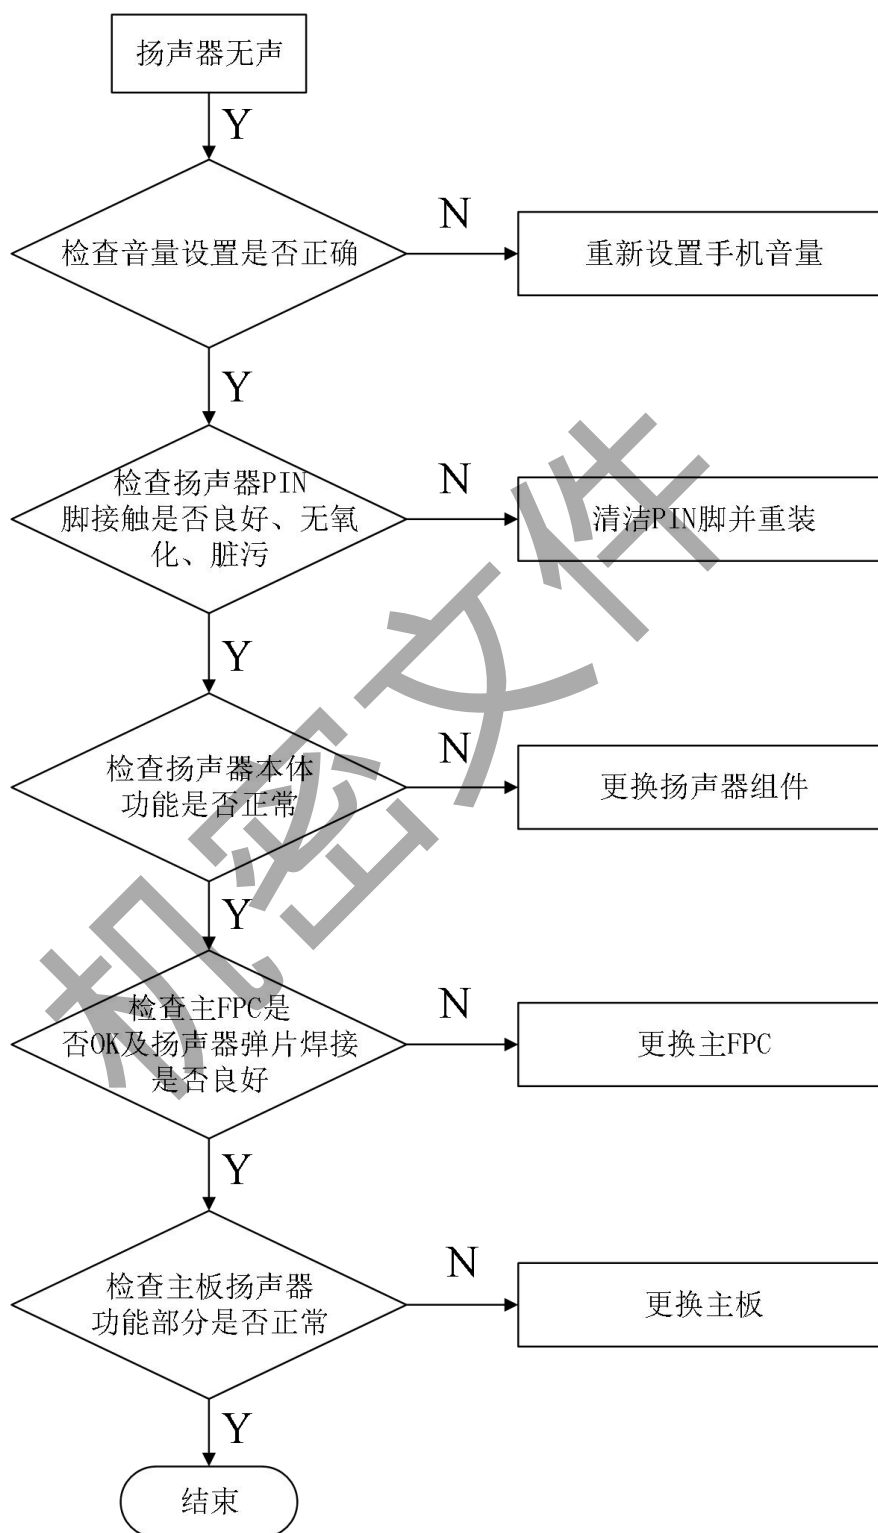 扬声器无声
Y
检查音量设置是否正确
N
重新设置手机音量
Y
检查扬声器PIN
脚接触是否良好、无氧
化、脏污
N
清洁PIN脚并重装
Y
检查扬声器本体
功能是否正常
N
更换扬声器组件
Y
检查主FPC是
否OK及扬声器弹片焊接
是否良好
N
更换主FPC
Y
检查主板扬声器
功能部分是否正常
N
更换主板
Y
结束
机密文件